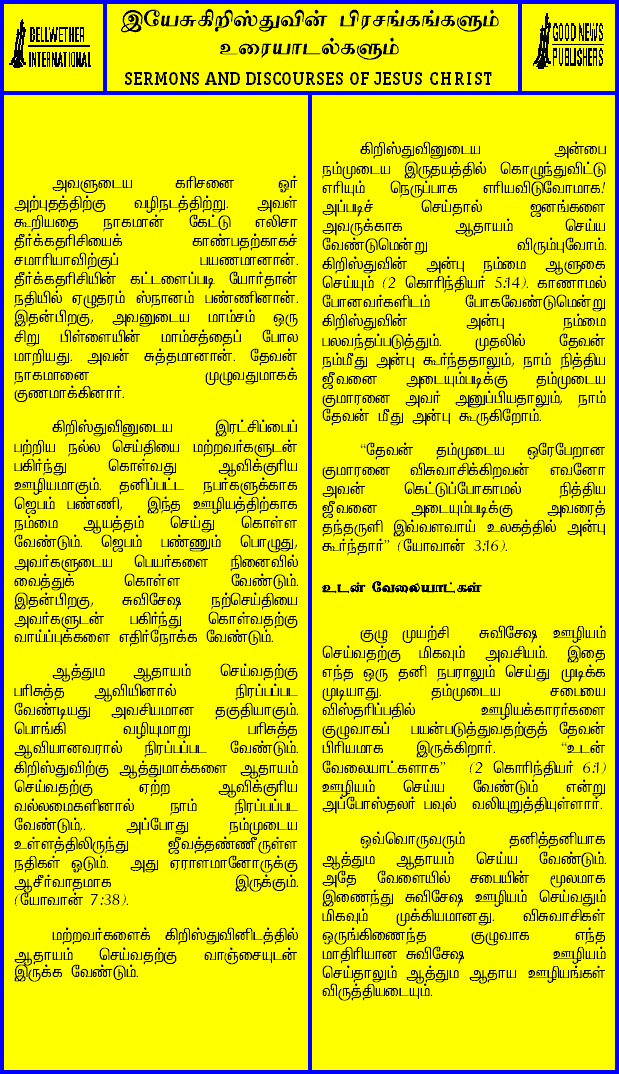 BELLWETHER
INTERNATIONAL
இயேசுகிறிஸ்துவின் பிரசங்கங்களும்
உரையாடல்களும்
SERMONS AND DISCOURSES OF JESUS CHRIST
GOOD NEWS
PUBLISHERS
அவளுடைய கரிசனை ஓர்
அற்புதத்திற்கு வழிநடத்திற்று. அவள்
கூறியதை நாகமான் கேட்டு எலிசா
தீர்க்கதரிசியைக் காண்பதற்காகச்
சமாரியாவிற்குப் பயணமானான்.
தீர்க்கதரிசியின் கட்டளைப்படி யோர்தான்
நதியில் ஏழுதரம் ஸ்நானம் பண்ணினான்.
இதன்பிறகு, அவனுடைய மாம்சம் ஒரு
சிறு பிள்ளையின் மாம்சத்தைப் போல
மாறியது. அவன் சுத்தமானான். தேவன்
நாகமானை முழுவதுமாகக்
குணமாக்கினார்.
கிறிஸ்துவினுடைய இரட்சிப்பைப்
பற்றிய நல்ல செய்தியை மற்றவர்களுடன்
பகிர்ந்து கொள்வது ஆவிக்குரிய
ஊழியமாகும். தனிப்பட்ட நபர்களுக்காக
ஜெபம் பண்ணி, இந்த ஊழியத்திற்காக
நம்மை ஆயத்தம் செய்து கொள்ள
வேண்டும். ஜெபம் பண்ணும் பொழுது,
அவர்களுடைய பெயர்களை நினைவில்
வைத்துக் கொள்ள வேண்டும்.
இதன்பிறகு, சுவிசேஷ நற்செய்தியை
அவர்களுடன் பகிர்ந்து கொள்வதற்கு
வாய்ப்புக்களை எதிர்நோக்க வேண்டும்.
ஆத்தும ஆதாயம் செய்வதற்கு
பரிசுத்த ஆவியினால் நிரப்பப்பட
வேண்டியது அவசியமான தகுதியாகும்.
பொங்கி வழியுமாறு பரிசுத்த
ஆவியானவரால் நிரப்பப்பட வேண்டும்.
கிறிஸ்துவிற்கு ஆத்துமாக்களை ஆதாயம்
செய்வதற்கு ஏற்ற ஆவிக்குரிய
வல்லமைகளினால் நாம் நிரப்பப்பட
வேண்டும்,. அப்போது நம்முடைய
உள்ளத்திலிருந்து ஜீவத்தண்ணீருள்ள
நதிகள் ஓடும். அது ஏராளமானோருக்கு
ஆசீர்வாதமாக இருக்கும்.
(யோவான் 7:38).
மற்றவர்களைக் கிறிஸ்துவினிடத்தில்
ஆதாயம் செய்வதற்கு வாஞ்சையுடன்
இருக்க வேண்டும்.
கிறிஸ்துவினுடைய அன்பை
நம்முடைய இருதயத்தில் கொழுந்துவிட்டு
எரியும் நெருப்பாக எரியவிடுவோமாக!
அப்படிச் செய்தால் ஜனங்களை
அவருக்காக ஆதாயம் செய்ய
வேண்டுமென்று விரும்புவோம்.
கிறிஸ்துவின் அன்பு நம்மை ஆளுகை
செய்யும் (2 கொரிந்தியர் 5:14). காணாமல்
போனவர்களிடம் போகவேண்டுமென்று
கிறிஸ்துவின் அன்பு நம்மை
பலவந்தப்படுத்தும். முதலில் தேவன்
நம்மீது அன்பு கூர்ந்ததாலும், நாம் நித்திய
ஜீவனை அடையும்படிக்கு தம்முடைய
குமாரனை அவர் அனுப்பியதாலும், நாம்
தேவன் மீது அன்பு கூருகிறோம்.
“தேவன் தம்முடைய ஒரேபேறான
குமாரனை விசுவாசிக்கிறவன் எவனோ
அவன் கெட்டுப்போகாமல் நித்திய
ஜீவனை அடையும்படிக்கு அவரைத்
தந்தருளி இவ்வளவாய் உலகத்தில் அன்பு
கூர்ந்தார்” (யோவான் 3:16).
உடன் வேலையாட்கள்
குழு முயற்சி சுவிசேஷ ஊழியம்
செய்வதற்கு மிகவும் அவசியம். இதை
எந்த ஒரு தனி நபராலும் செய்து முடிக்க
முடியாது. தம்முடைய சபையை
விஸ்தரிப்பதில் ஊழியக்காரர்களை
குழுவாகப் பயன்படுத்துவதற்குத் தேவன்
பிரியமாக இருக்கிறார். “உடன்
வேலையாட்களாக” (2 கொரிந்தியர் 6:1)
ஊழியம் செய்ய வேண்டும் என்று
அப்போஸ்தலர் பவுல் வலியுறுத்தியுள்ளார்.
ஒவ்வொருவரும் தனித்தனியாக
ஆத்தும ஆதாயம் செய்ய வேண்டும்.
அதே வேளையில் சபையின் மூலமாக
இணைந்து சுவிசேஷ ஊழியம் செய்வதும்
மிகவும் முக்கியமானது. விசுவாசிகள்
ஒருங்கிணைந்த குழுவாக எந்த
மாதிரியான சுவிசேஷ ஊழியம்
செய்தாலும் ஆத்தும ஆதாய ஊழியங்கள்
விருத்தியடையும்.